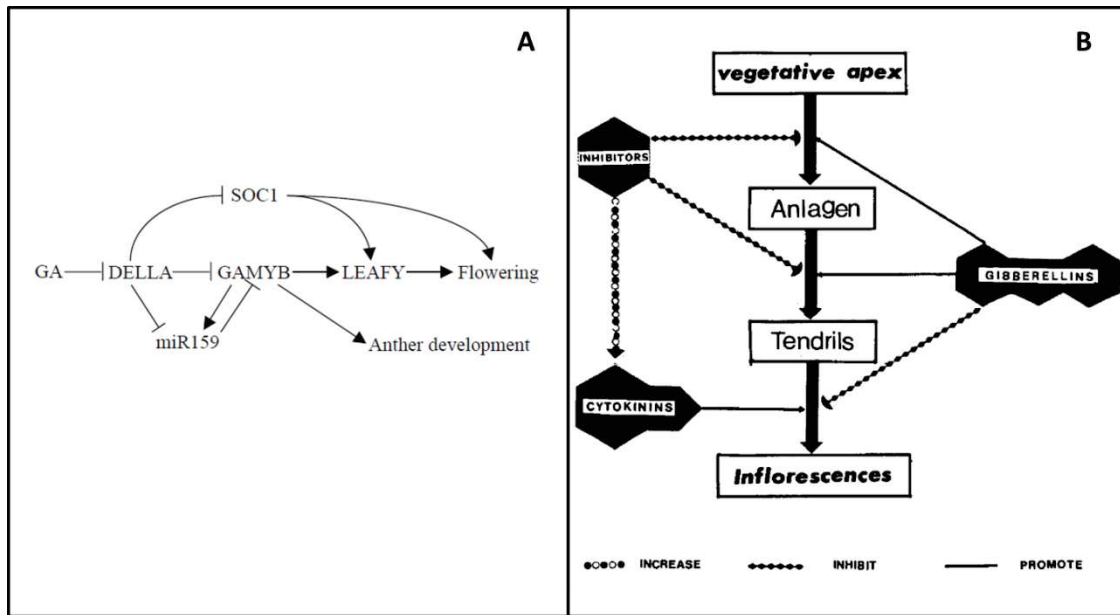 A
SOC1
GA DELLA GAMYB LEAFY Flowering
miR159
Anther development
B
vegetative apex
INHIBITORS
Anlagen
GIBBERELLINS
Tendrils
CYTOKININS
Inflorescences
INCREASE INHIBIT PROMOTE